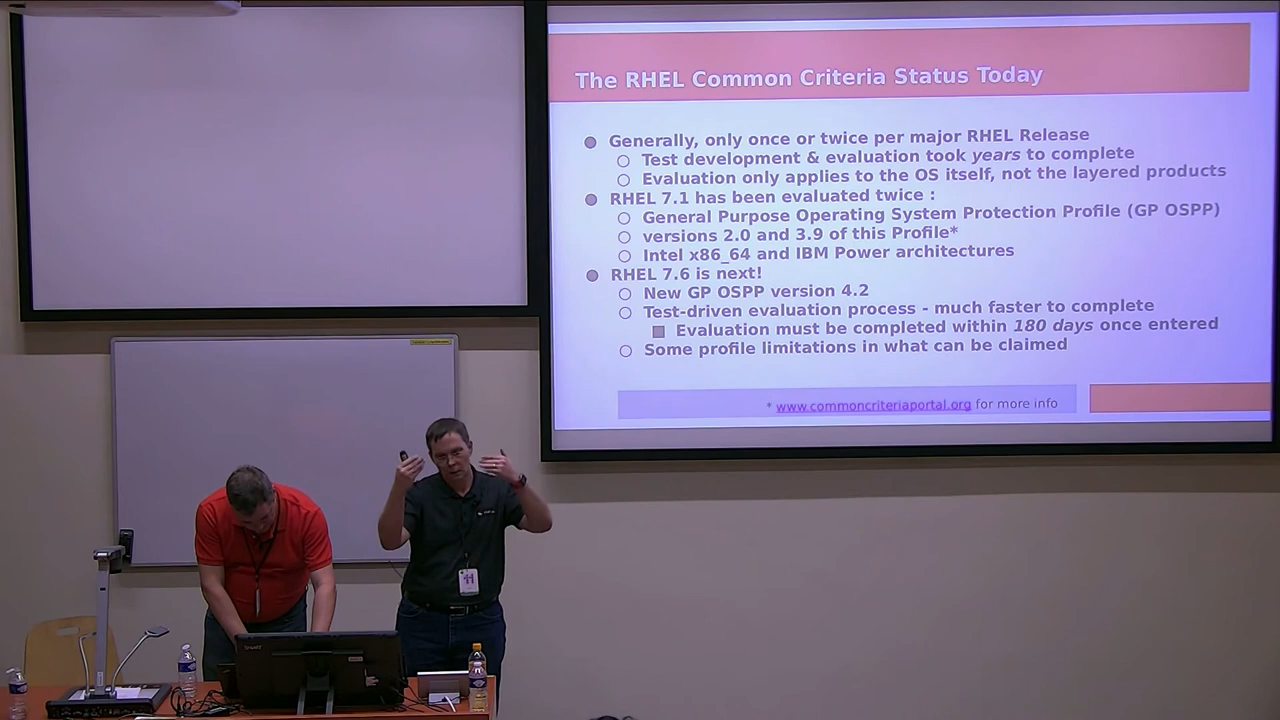 The RHEL Common Criteria Status Today
Generally, only once or twice per major RHEL Release
Test development & evaluation took years to complete
Evaluation only applies to the OS itself, not the layered products
RHEL 7.1 has been evaluated twice :
General Purpose Operating System Protection Profile (GP OSPP)
versions 2.0 and 3.9 of this Profile*
Intel x86_64 and IBM Power architectures
RHEL 7.6 is next!
New GP OSPP version 4.2
Test-driven evaluation process - much faster to complete
Evaluation must be completed within 180 days once entered
Some profile limitations in what can be claimed
* www.commoncriteriaportal.org for more info